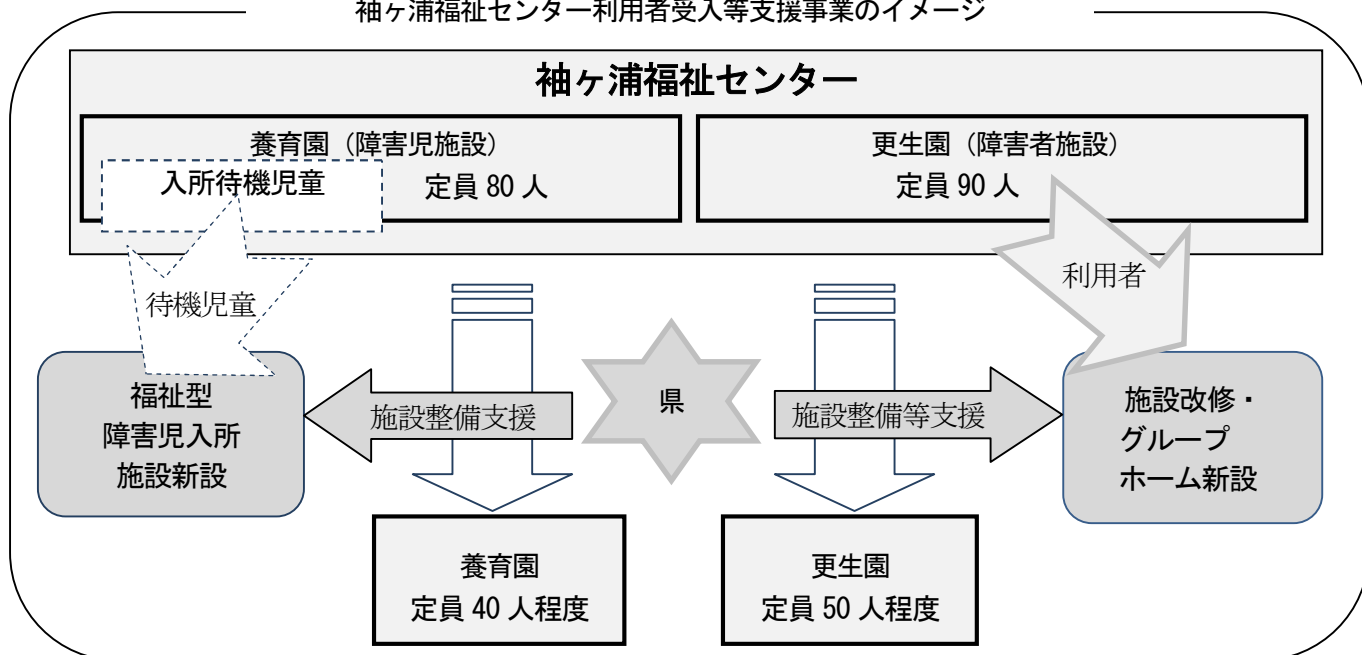 袖ヶ浦福祉センター利用者受入等支援事業のイメージ
袖ヶ浦福祉センター
養育園（障害児施設）
入所待機児童
定員 80 人
更生園（障害者施設）
定員 90 人
待機児童
利用者
福祉型
障害児入所
施設新設
施設整備支援
県
施設整備等支援
施設改修・
グループ
ホーム新設
養育園
定員 40 人程度
更生園
定員 50 人程度